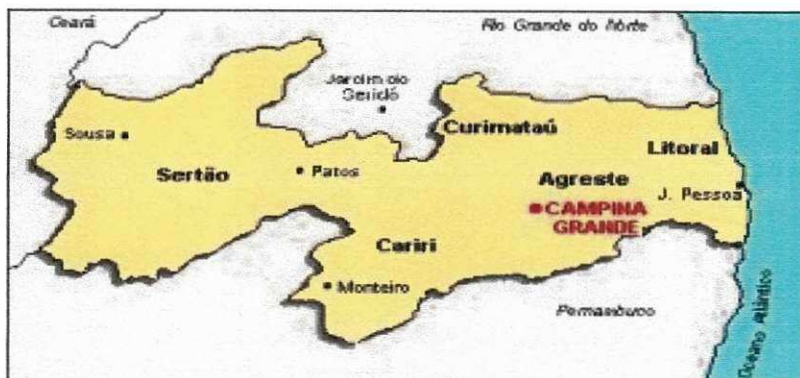 Ceará
Rio Grande do Norte
Jardim do
Seridó
Curimataú
Sousa
Litoral
Sertão
Patos
Agreste
J. Pessoa
CAMPINA
GRANDE
Cariri
Monteiro
Pernambuco
Oceano Atlântico